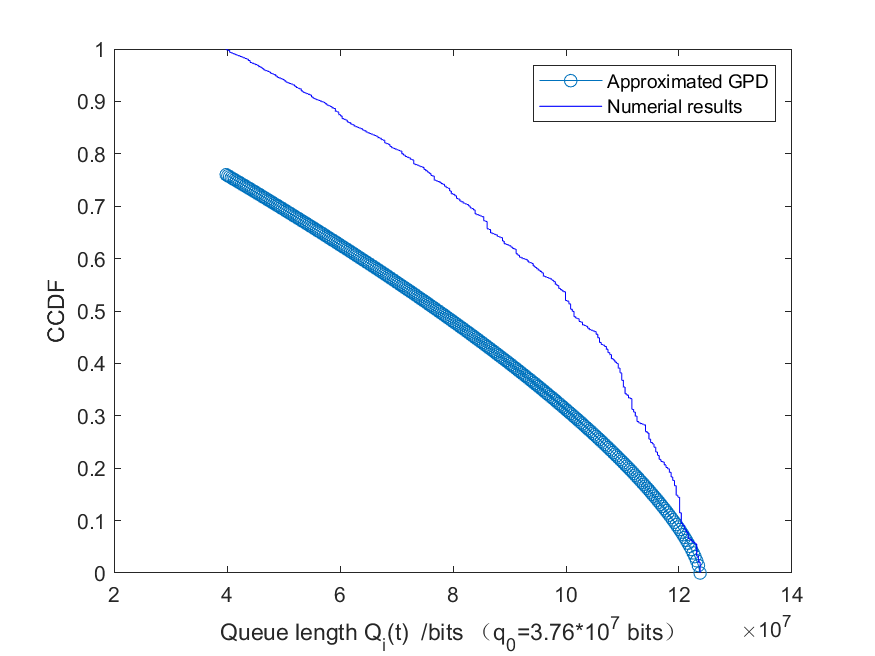 Approximated GPD
Numerial results
CCDF
1
0.9
0.8
0.7
0.6
0.5
0.4
0.3
0.2
0.1
0
2 4 6 8 10 12 14
×10^7
Queue length Q_i(t) /bits （q_0=3.76*10^7 bits）